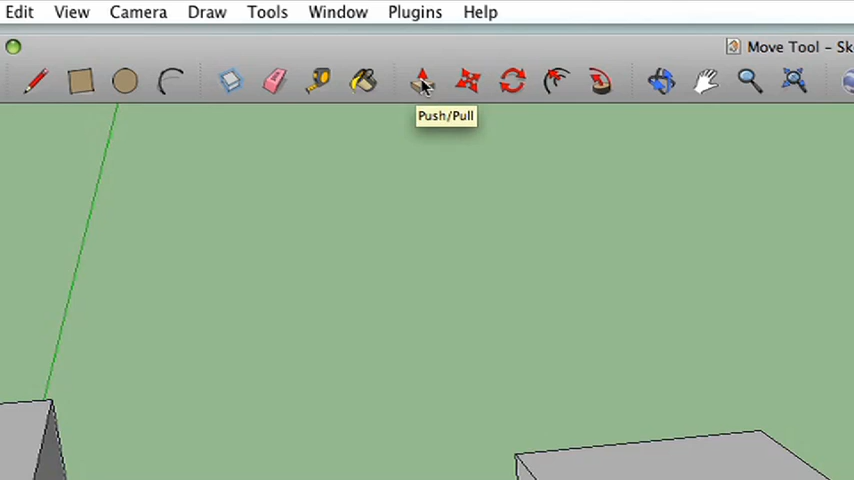 Edit View Camera Draw Tools Window Plugins Help
Move Tool - Sk
Push/Pull